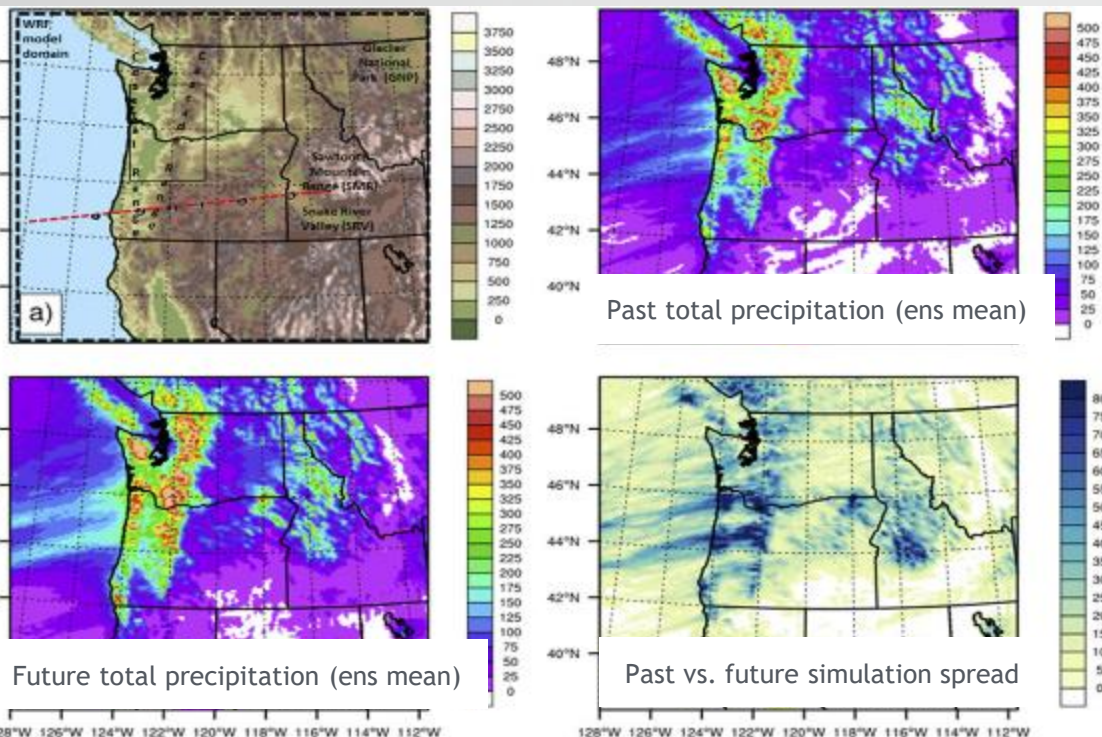 WRF
model
domain
Glacier
National
Park (GNP)
Sawtooth
Mountain
Range (SMR)
Snake River
Valley (SRV)
a)
3750
3500
3250
3000
2750
2500
2250
2000
1750
1500
1250
1000
750
500
250
0
48°N
46°N
44°N
42°N
40°N
Past total precipitation (ens mean)
500
475
450
425
400
375
350
325
300
275
250
225
200
175
150
125
100
75
50
25
0
Future total precipitation (ens mean)
500
475
450
425
400
375
350
325
300
275
250
225
200
175
150
125
100
75
50
25
0
126°W 124°W 122°W 120°W 118°W 116°W 114°W 112°W
48°N
46°N
44°N
42°N
40°N
Past vs. future simulation spread
10
0
128°W 126°W 124°W 122°W 120°W 118°W 116°W 114°W 112°W